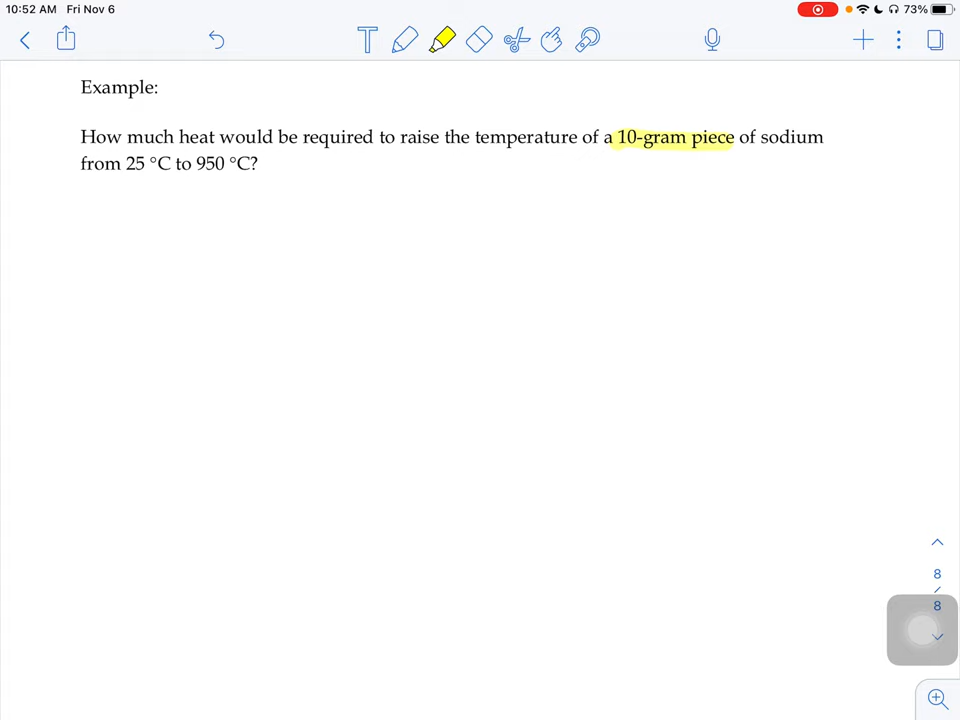 10:52 AM Fri Nov 6 73%
T
Example:
How much heat would be required to raise the temperature of a 10-gram piece of sodium
from 25 °C to 950 °C?
8
8